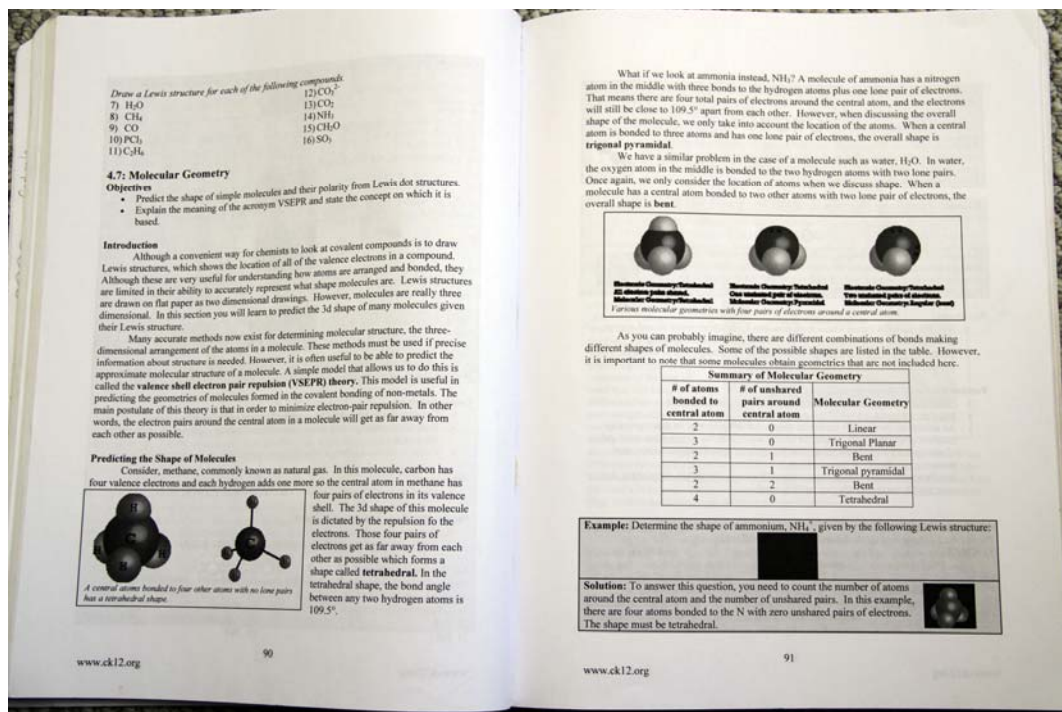 Draw a Lewis structure for each of the following compounds.
7) H₂O
8) CH₄
9) CO
10) PCl₃
11) C₂H₆
12) CO₃²⁻
13) CO₂
14) NH₃
15) CH₂O
16) SO₃
4.7: Molecular Geometry
Objectives
• Predict the shape of simple molecules and their polarity from Lewis dot structures.
• Explain the meaning of the acronym VSEPR and state the concept on which it is
based.
Introduction
Although a convenient way for chemists to look at covalent compounds is to draw
Lewis structures, which shows the location of all of the valence electrons in a compound.
Although these are very useful for understanding how atoms are arranged and bonded, they
are limited in their ability to accurately represent what shape molecules are. Lewis structures
are drawn on flat paper as two dimensional drawings. However, molecules are really three
dimensional. In this section you will learn to predict the 3d shape of many molecules given
their Lewis structure.
Many accurate methods now exist for determining molecular structure, the three-
dimensional arrangement of the atoms in a molecule. These methods must be used if precise
information about structure is needed. However, it is often useful to be able to predict the
approximate molecular structure of a molecule. A simple model that allows us to do this is
called the valence shell electron pair repulsion (VSEPR) theory. This model is useful in
predicting the geometries of molecules formed in the covalent bonding of non-metals. The
main postulate of this theory is that in order to minimize electron-pair repulsion. In other
words, the electron pairs around the central atom in a molecule will get as far away from
each other as possible.
Predicting the Shape of Molecules
Consider, methane, commonly known as natural gas. In this molecule, carbon has
four valence electrons and each hydrogen adds one more so the central atom in methane has
four pairs of electrons in its valence
shell. The 3d shape of this molecule
is dictated by the repulsion fo the
electrons. Those four pairs of
electrons get as far away from each
other as possible which forms a
shape called tetrahedral. In the
tetrahedral shape, the bond angle
between any two hydrogen atoms is
109.5°.
H
C
H
H
C
A central atoms bonded to four other atoms with no lone pairs
has a tetrahedral shape.
90
www.ck12.org
What if we look at ammonia instead, NH₃? A molecule of ammonia has a nitrogen
atom in the middle with three bonds to the hydrogen atoms plus one lone pair of electrons.
That means there are four total pairs of electrons around the central atom, and the electrons
will still be close to 109.5° apart from each other. However, when discussing the overall
shape of the molecule, we only take into account the location of the atoms. When a central
atom is bonded to three atoms and has one lone pair of electrons, the overall shape is
trigonal pyramidal.
We have a similar problem in the case of a molecule such as water, H₂O. In water,
the oxygen atom in the middle is bonded to the two hydrogen atoms with two lone pairs.
Once again, we only consider the location of atoms when we discuss shape. When a
molecule has a central atom bonded to two other atoms with two lone pair of electrons, the
overall shape is bent.
Electronic Geometry:Tetrahedral
All electron pairs shared.
Molecular Geometry:Tetrahedral
Electronic Geometry:Tetrahedral
One unshared pair of electrons.
Molecular Geometry:Pyramidal
Electronic Geometry:Tetrahedral
Two unshared pairs of electrons.
Molecular Geometry:Angular (bent)
Various molecular geometries with four pairs of electrons around a central atom.
As you can probably imagine, there are different combinations of bonds making
different shapes of molecules. Some of the possible shapes are listed in the table. However,
it is important to note that some molecules obtain geometries that are not included here.
Summary of Molecular Geometry
# of atoms bonded to central atom # of unshared pairs around central atom Molecular Geometry
2 0 Linear
3 0 Trigonal Planar
2 1 Bent
3 1 Trigonal pyramidal
2 2 Bent
4 0 Tetrahedral
Example: Determine the shape of ammonium, NH₄⁺, given by the following Lewis structure:
Solution: To answer this question, you need to count the number of atoms
around the central atom and the number of unshared pairs. In this example,
there are four atoms bonded to the N with zero unshared pairs of electrons.
The shape must be tetrahedral.
91
www.ck12.org